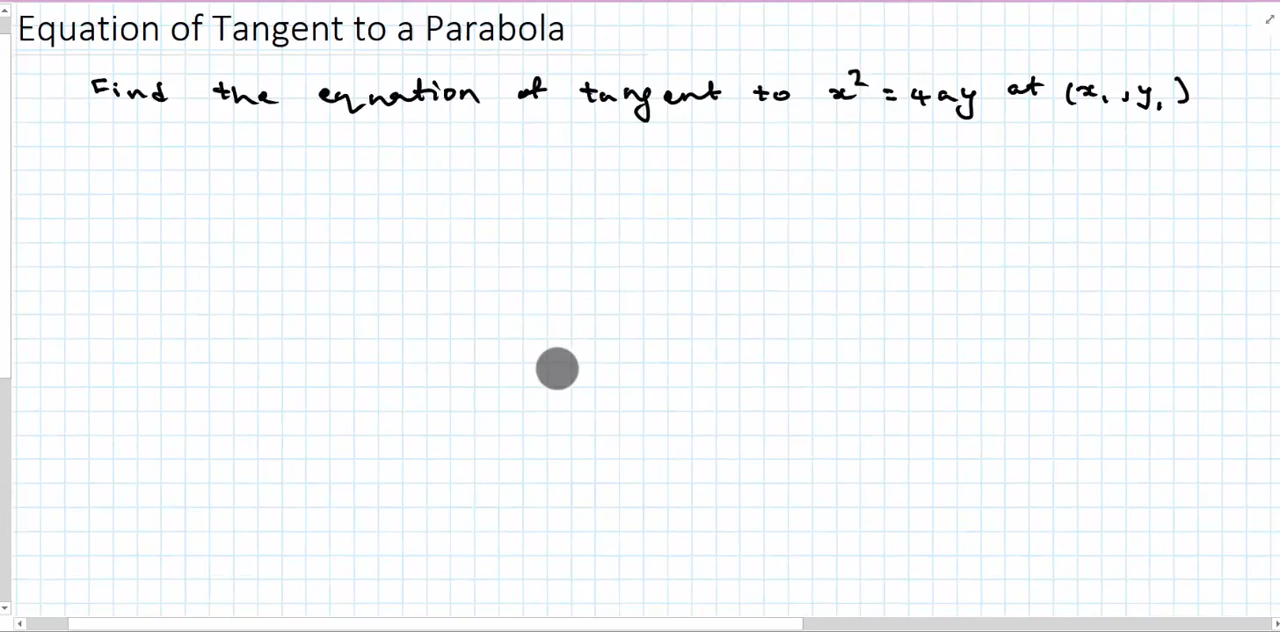 Equation of Tangent to a Parabola
Find the equation of tangent to x² = 4ay at (x₁, y₁)